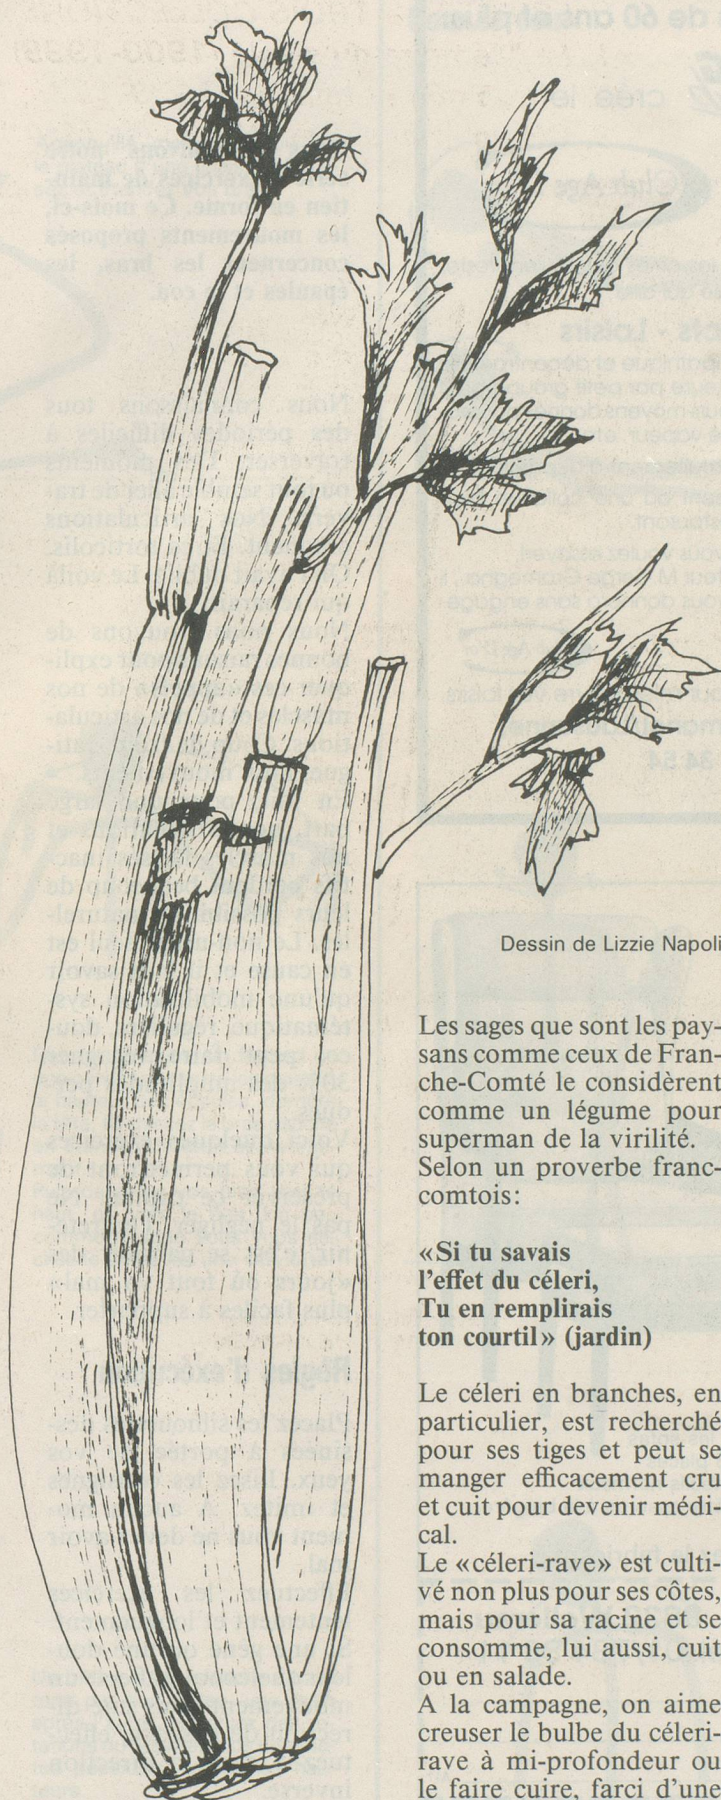 Dessin de Lizzie Napoli
Les sages que sont les pay-
sans comme ceux de Fran-
che-Comté le considèrent
comme un légume pour
superman de la virilité.
Selon un proverbe franc-
comtois:
«Si tu savais
l'effet du céleri,
Tu en remplirais
ton courtil» (jardin)
Le céleri en branches, en
particulier, est recherché
pour ses tiges et peut se
manger efficacement cru
et cuit pour devenir médi-
cal.
Le «céleri-rave» est culti-
vé non plus pour ses côtes,
mais pour sa racine et se
consomme, lui aussi, cuit
ou en salade.
A la campagne, on aime
creuser le bulbe du céleri-
rave à mi-profondeur ou
le faire cuire, farci d'une